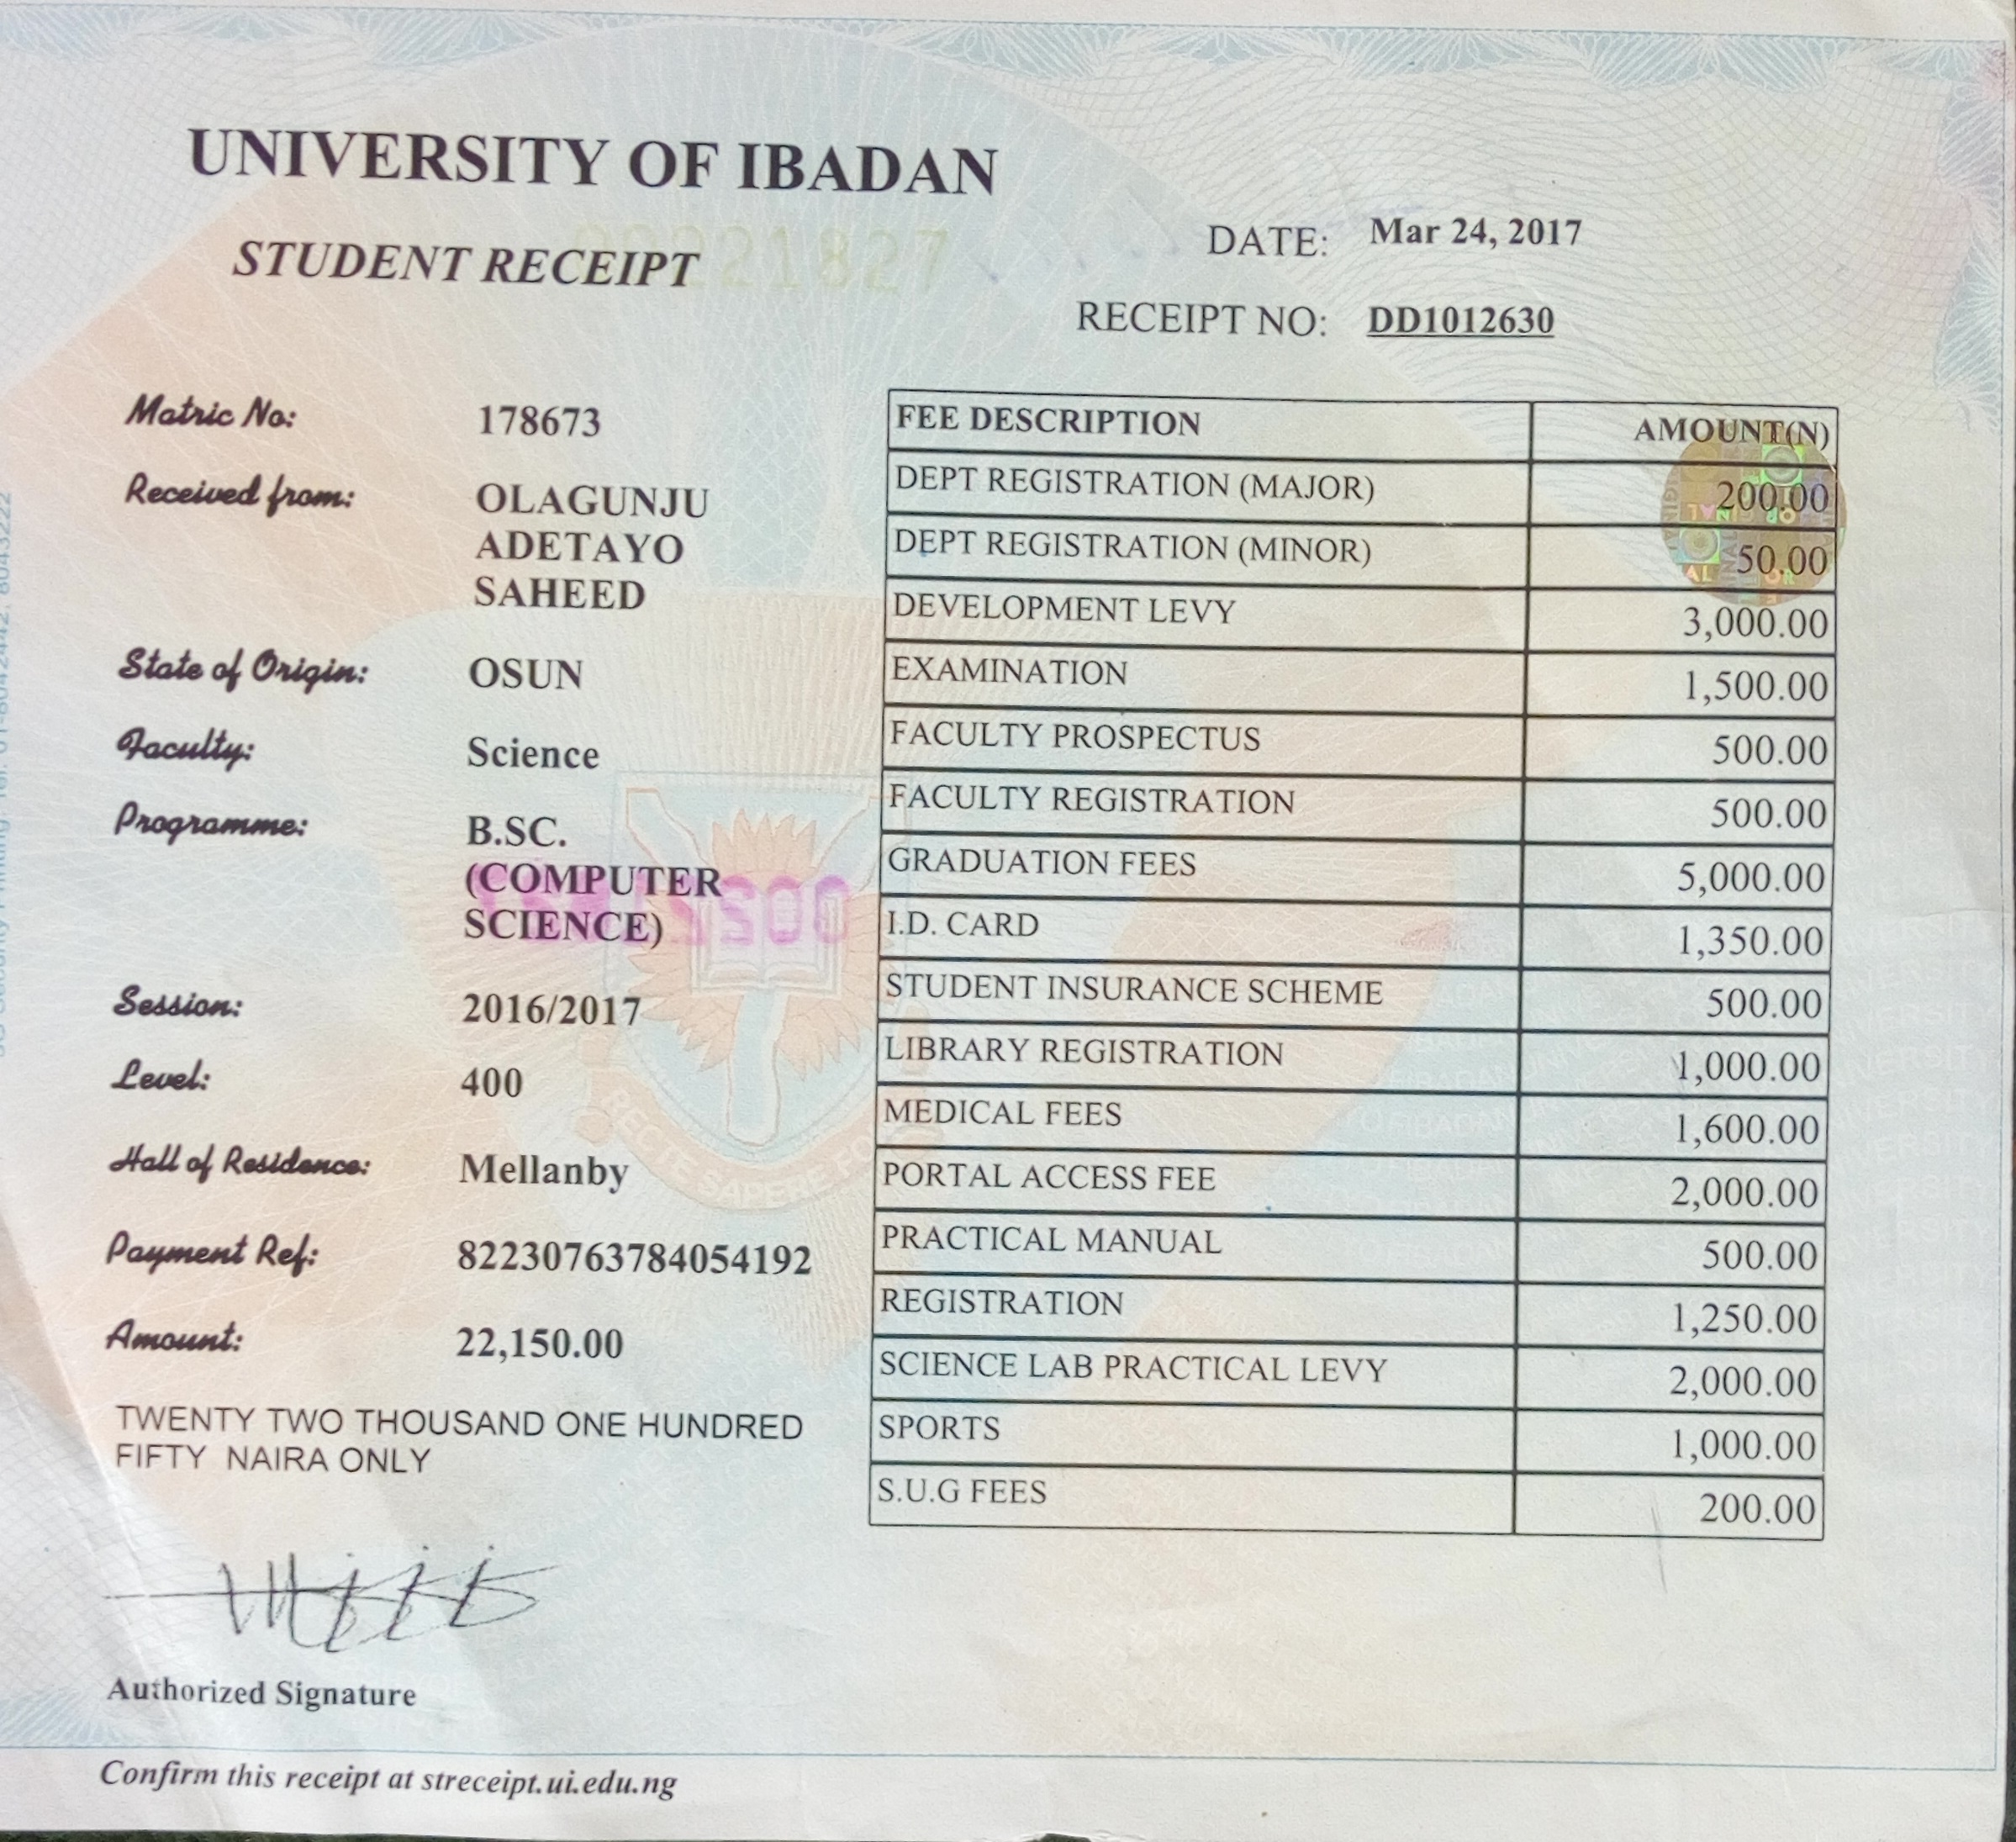 UNIVERSITY OF IBADAN
STUDENT RECEIPT
DATE: Mar 24, 2017
RECEIPT NO: DD1012630
Matric No: 178673
Received from: OLAGUNJU
ADETAYO
SAHEED
State of Origin: OSUN
Faculty: Science
Programme: B.SC.
(COMPUTER
SCIENCE)
Session: 2016/2017
Level: 400
Hall of Residence: Mellanby
Payment Ref: 82230763784054192
Amount: 22,150.00
TWENTY TWO THOUSAND ONE HUNDRED
FIFTY NAIRA ONLY
FEE DESCRIPTION AMOUNT(N)
DEPT REGISTRATION (MAJOR) 200.00
DEPT REGISTRATION (MINOR) 50.00
DEVELOPMENT LEVY 3,000.00
EXAMINATION 1,500.00
FACULTY PROSPECTUS 500.00
FACULTY REGISTRATION 500.00
GRADUATION FEES 5,000.00
I.D. CARD 1,350.00
STUDENT INSURANCE SCHEME 500.00
LIBRARY REGISTRATION 1,000.00
MEDICAL FEES 1,600.00
PORTAL ACCESS FEE 2,000.00
PRACTICAL MANUAL 500.00
REGISTRATION 1,250.00
SCIENCE LAB PRACTICAL LEVY 2,000.00
SPORTS 1,000.00
S.U.G FEES 200.00
RECTE SAPERE
Authorized Signature
Confirm this receipt at streceipt.ui.edu.ng